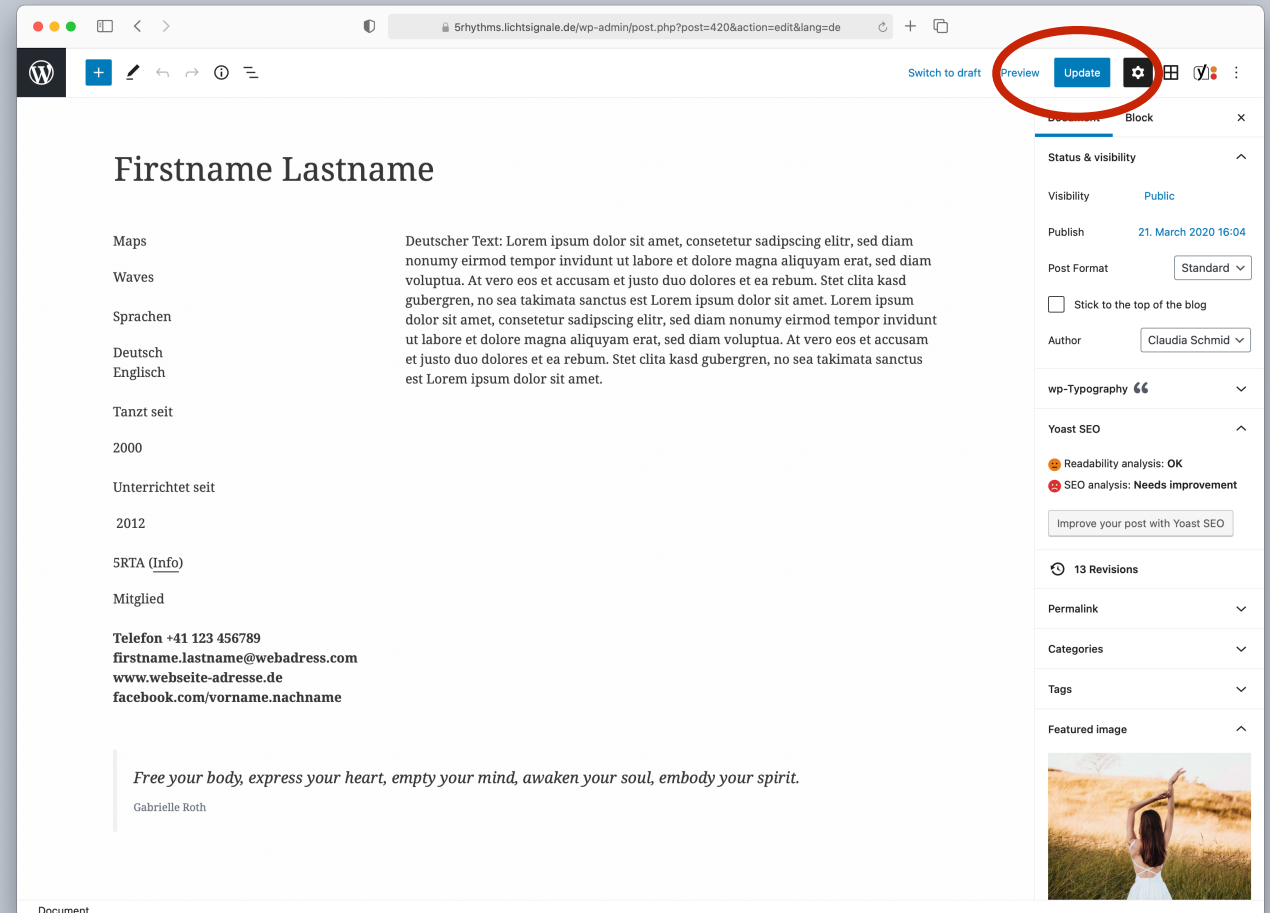 5rhythms.lichtsignale.de/wp-admin/post.php?post=420&action=edit&lang=de
Switch to draft
Preview
Update
Document
Block
Firstname Lastname
Maps
Waves
Sprachen
Deutsch
Englisch
Tanzt seit
2000
Unterrichtet seit
2012
5RTA (Info)
Mitglied
Telefon +41 123 456789
firstname.lastname@webadress.com
www.webseite-adresse.de
facebook.com/vorname.nachname
Deutscher Text: Lorem ipsum dolor sit amet, consetetur sadipscing elitr, sed diam
nonumy eirmod tempor invidunt ut labore et dolore magna aliquyam erat, sed diam
voluptua. At vero eos et accusam et justo duo dolores et ea rebum. Stet clita kasd
gubergren, no sea takimata sanctus est Lorem ipsum dolor sit amet. Lorem ipsum
dolor sit amet, consetetur sadipscing elitr, sed diam nonumy eirmod tempor invidunt
ut labore et dolore magna aliquyam erat, sed diam voluptua. At vero eos et accusam
et justo duo dolores et ea rebum. Stet clita kasd gubergren, no sea takimata sanctus
est Lorem ipsum dolor sit amet.
Free your body, express your heart, empty your mind, awaken your soul, embody your spirit.
Gabrielle Roth
Status & visibility
Visibility Public
Publish 21. March 2020 16:04
Post Format Standard
Stick to the top of the blog
Author Claudia Schmid
wp-Typography
Yoast SEO
Readability analysis: OK
SEO analysis: Needs improvement
Improve your post with Yoast SEO
13 Revisions
Permalink
Categories
Tags
Featured image
Document